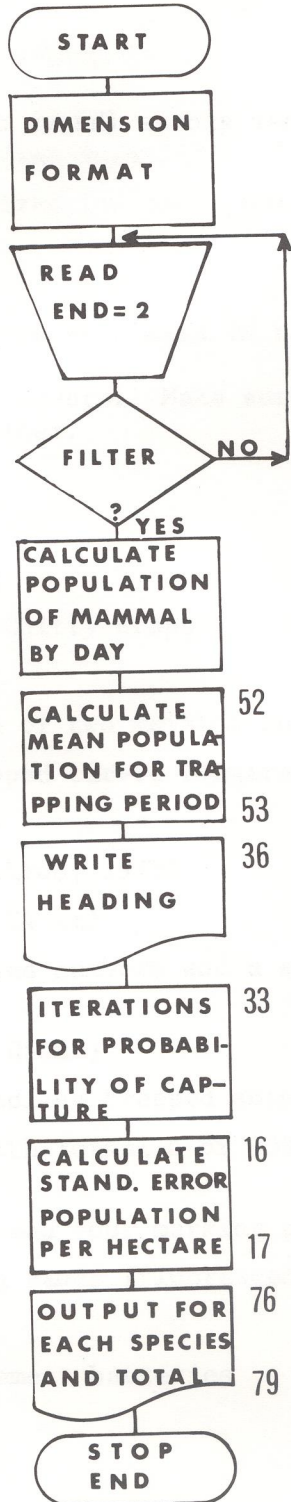 START
DIMENSION
FORMAT
READ
END=2
FILTER
NO
?
YES
CALCULATE
POPULATION
OF MAMMAL
BY DAY
CALCULATE 52
MEAN POPULA-
TION FOR TRA-
PPING PERIOD 53
WRITE 36
HEADING
ITERATIONS 33
FOR PROBABI-
LITY OF CAP-
TURE
CALCULATE 16
STAND. ERROR
POPULATION
PER HECTARE 17
OUTPUT FOR 76
EACH SPECIES
AND TOTAL 79
STOP
END